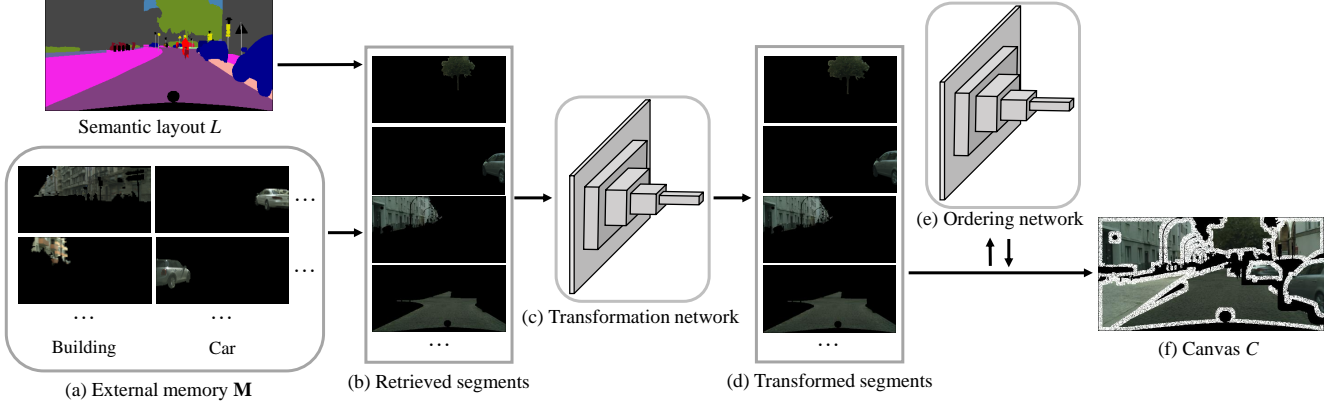 Semantic layout L
…
…
…
…
Building
Car
(a) External memory M
…
(b) Retrieved segments
(c) Transformation network
…
(d) Transformed segments
(e) Ordering network
(f) Canvas C